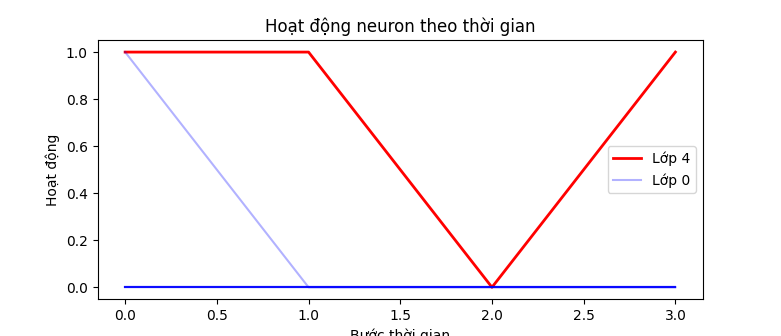 Hoạt động neuron theo thời gian
Hoạt động
1.0
0.8
0.6
0.4
0.2
0.0
Lớp 4
Lớp 0
0.0 0.5 1.0 1.5 2.0 2.5 3.0
Bước thời gian